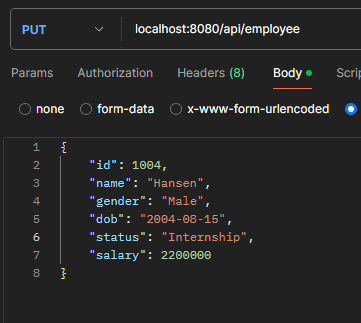 PUT localhost:8080/api/employee
Params Authorization Headers (8) Body
none form-data x-www-form-urlencoded
1 {
2 "id": 1004,
3 "name": "Hansen",
4 "gender": "Male",
5 "dob": "2004-08-15",
6 "status": "Internship",
7 "salary": 2200000
8 }